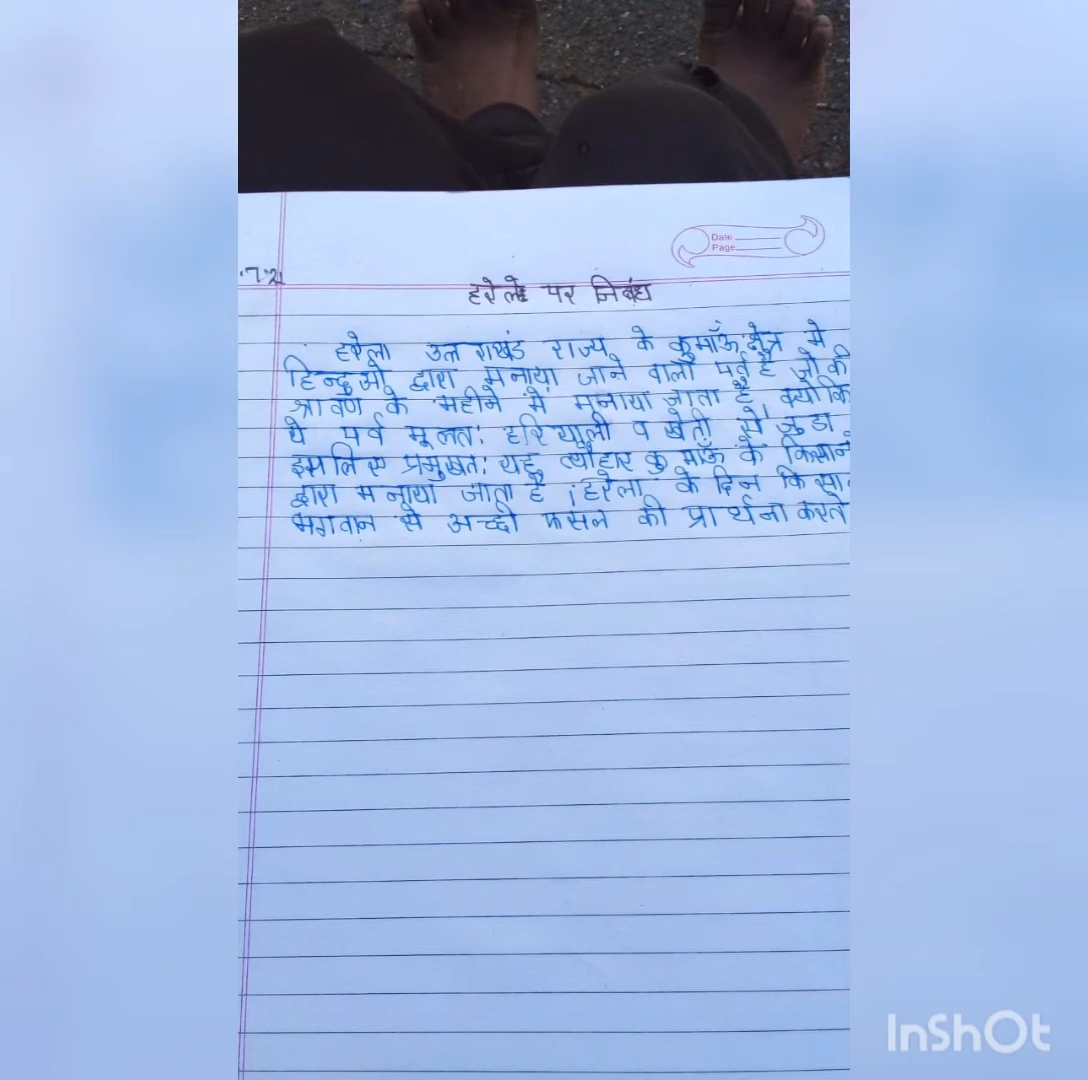 Date
Page
हरेले पर निबंध
हरेला उत्तराखंड राज्य के कुमाऊँ क्षेत्र मे
हिन्दुओ द्वारा मनाया जाने वाला पर्व है जो की
श्रावण के महीने में मनाया जाता है, क्योकि
ये पर्व मूलत: हरियाली व खेती से जुडा
इसलिए प्रमुखत: यह त्यौहार कुमाऊँ के किसान
द्वारा मनाया जाता है । हरेला के दिन किसा
भगवान से अच्छी फसल की प्रार्थना करते
InShOt